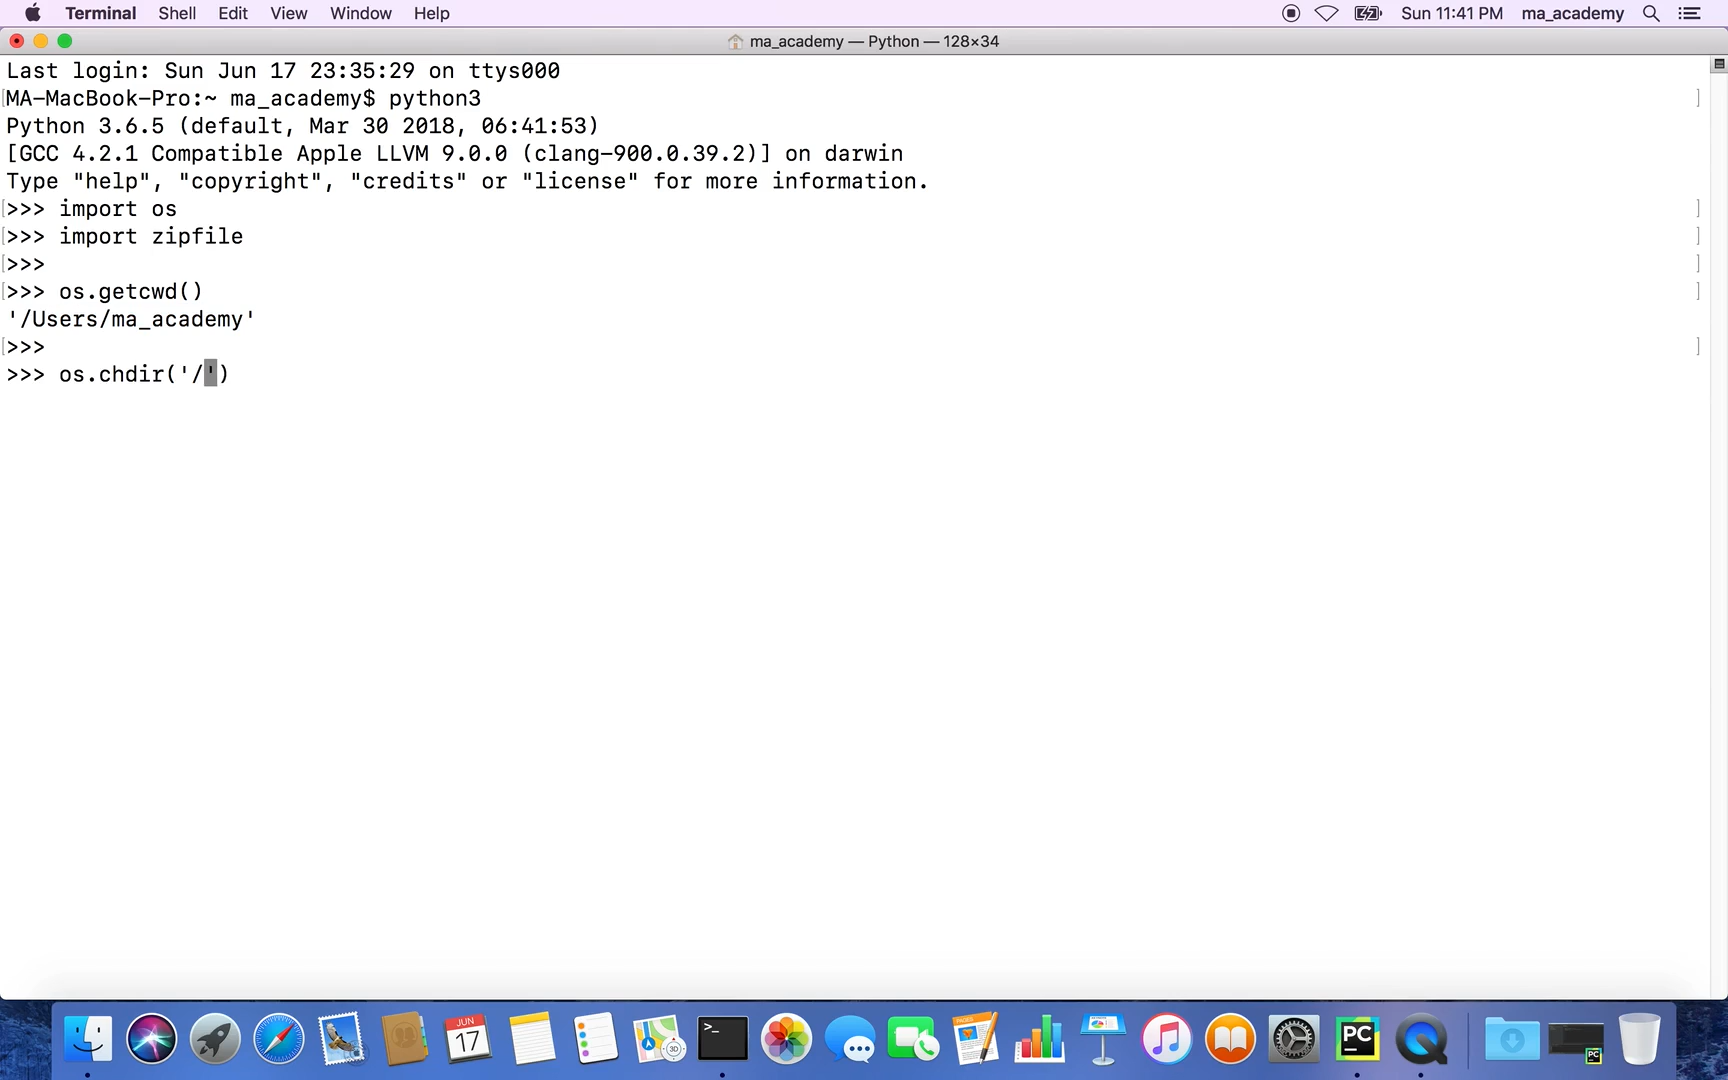 Terminal Shell Edit View Window Help Sun 11:41 PM ma_academy
ma_academy — Python — 128×34
Last login: Sun Jun 17 23:35:29 on ttys000
[MA-MacBook-Pro:~ ma_academy$ python3 ]
Python 3.6.5 (default, Mar 30 2018, 06:41:53)
[GCC 4.2.1 Compatible Apple LLVM 9.0.0 (clang-900.0.39.2)] on darwin
Type "help", "copyright", "credits" or "license" for more information.
[>>> import os ]
[>>> import zipfile ]
[>>> ]
[>>> os.getcwd() ]
'/Users/ma_academy'
[>>> ]
>>> os.chdir('/')
JUN
17
>_
3D
PAGES
PC
PC